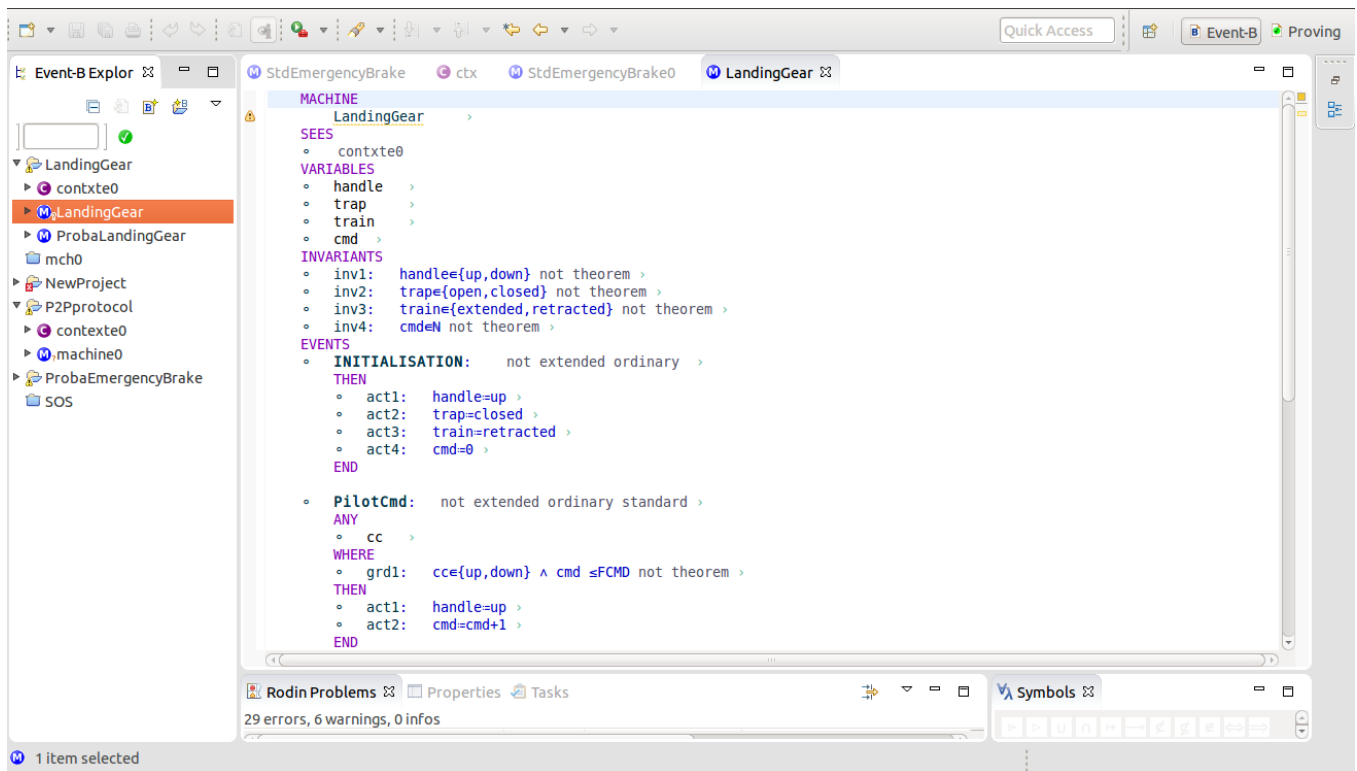 Quick Access
Event-B
Proving
Event-B Explor
StdEmergencyBrake
ctx
StdEmergencyBrake0
LandingGear
LandingGear
contxte0
LandingGear
ProbaLandingGear
mch0
NewProject
P2Pprotocol
contexte0
machine0
ProbaEmergencyBrake
SOS
MACHINE
LandingGear
SEES
contxte0
VARIABLES
handle
trap
train
cmd
INVARIANTS
inv1: handle∈{up,down} not theorem
inv2: trap∈{open,closed} not theorem
inv3: train∈{extended,retracted} not theorem
inv4: cmd∈ℕ not theorem
EVENTS
INITIALISATION: not extended ordinary
THEN
act1: handle≔up
act2: trap≔closed
act3: train≔retracted
act4: cmd≔0
END
PilotCmd: not extended ordinary standard
ANY
cc
WHERE
grd1: cc∈{up,down} ∧ cmd ≤FCMD not theorem
THEN
act1: handle≔up
act2: cmd≔cmd+1
END
Rodin Problems
Properties
Tasks
29 errors, 6 warnings, 0 infos
Symbols
1 item selected